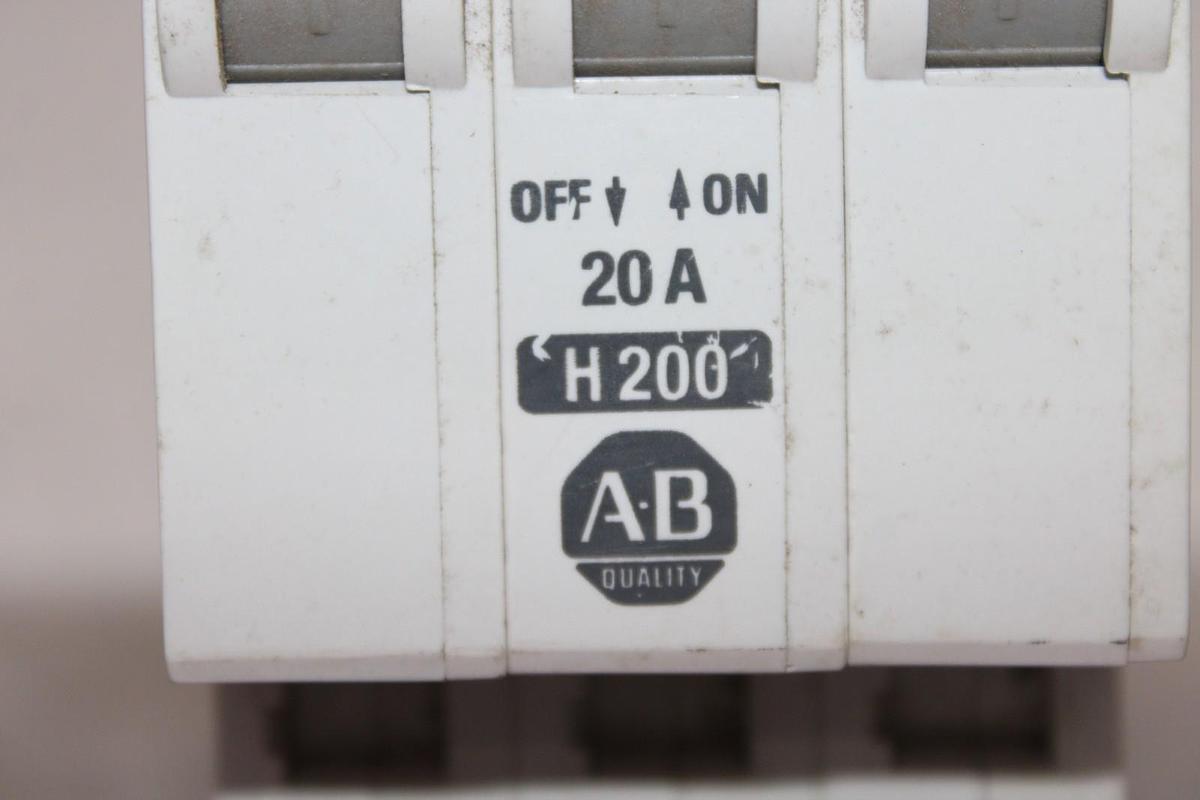 OFF ↓ ↑ ON
20 A
H 200
A·B
QUALITY